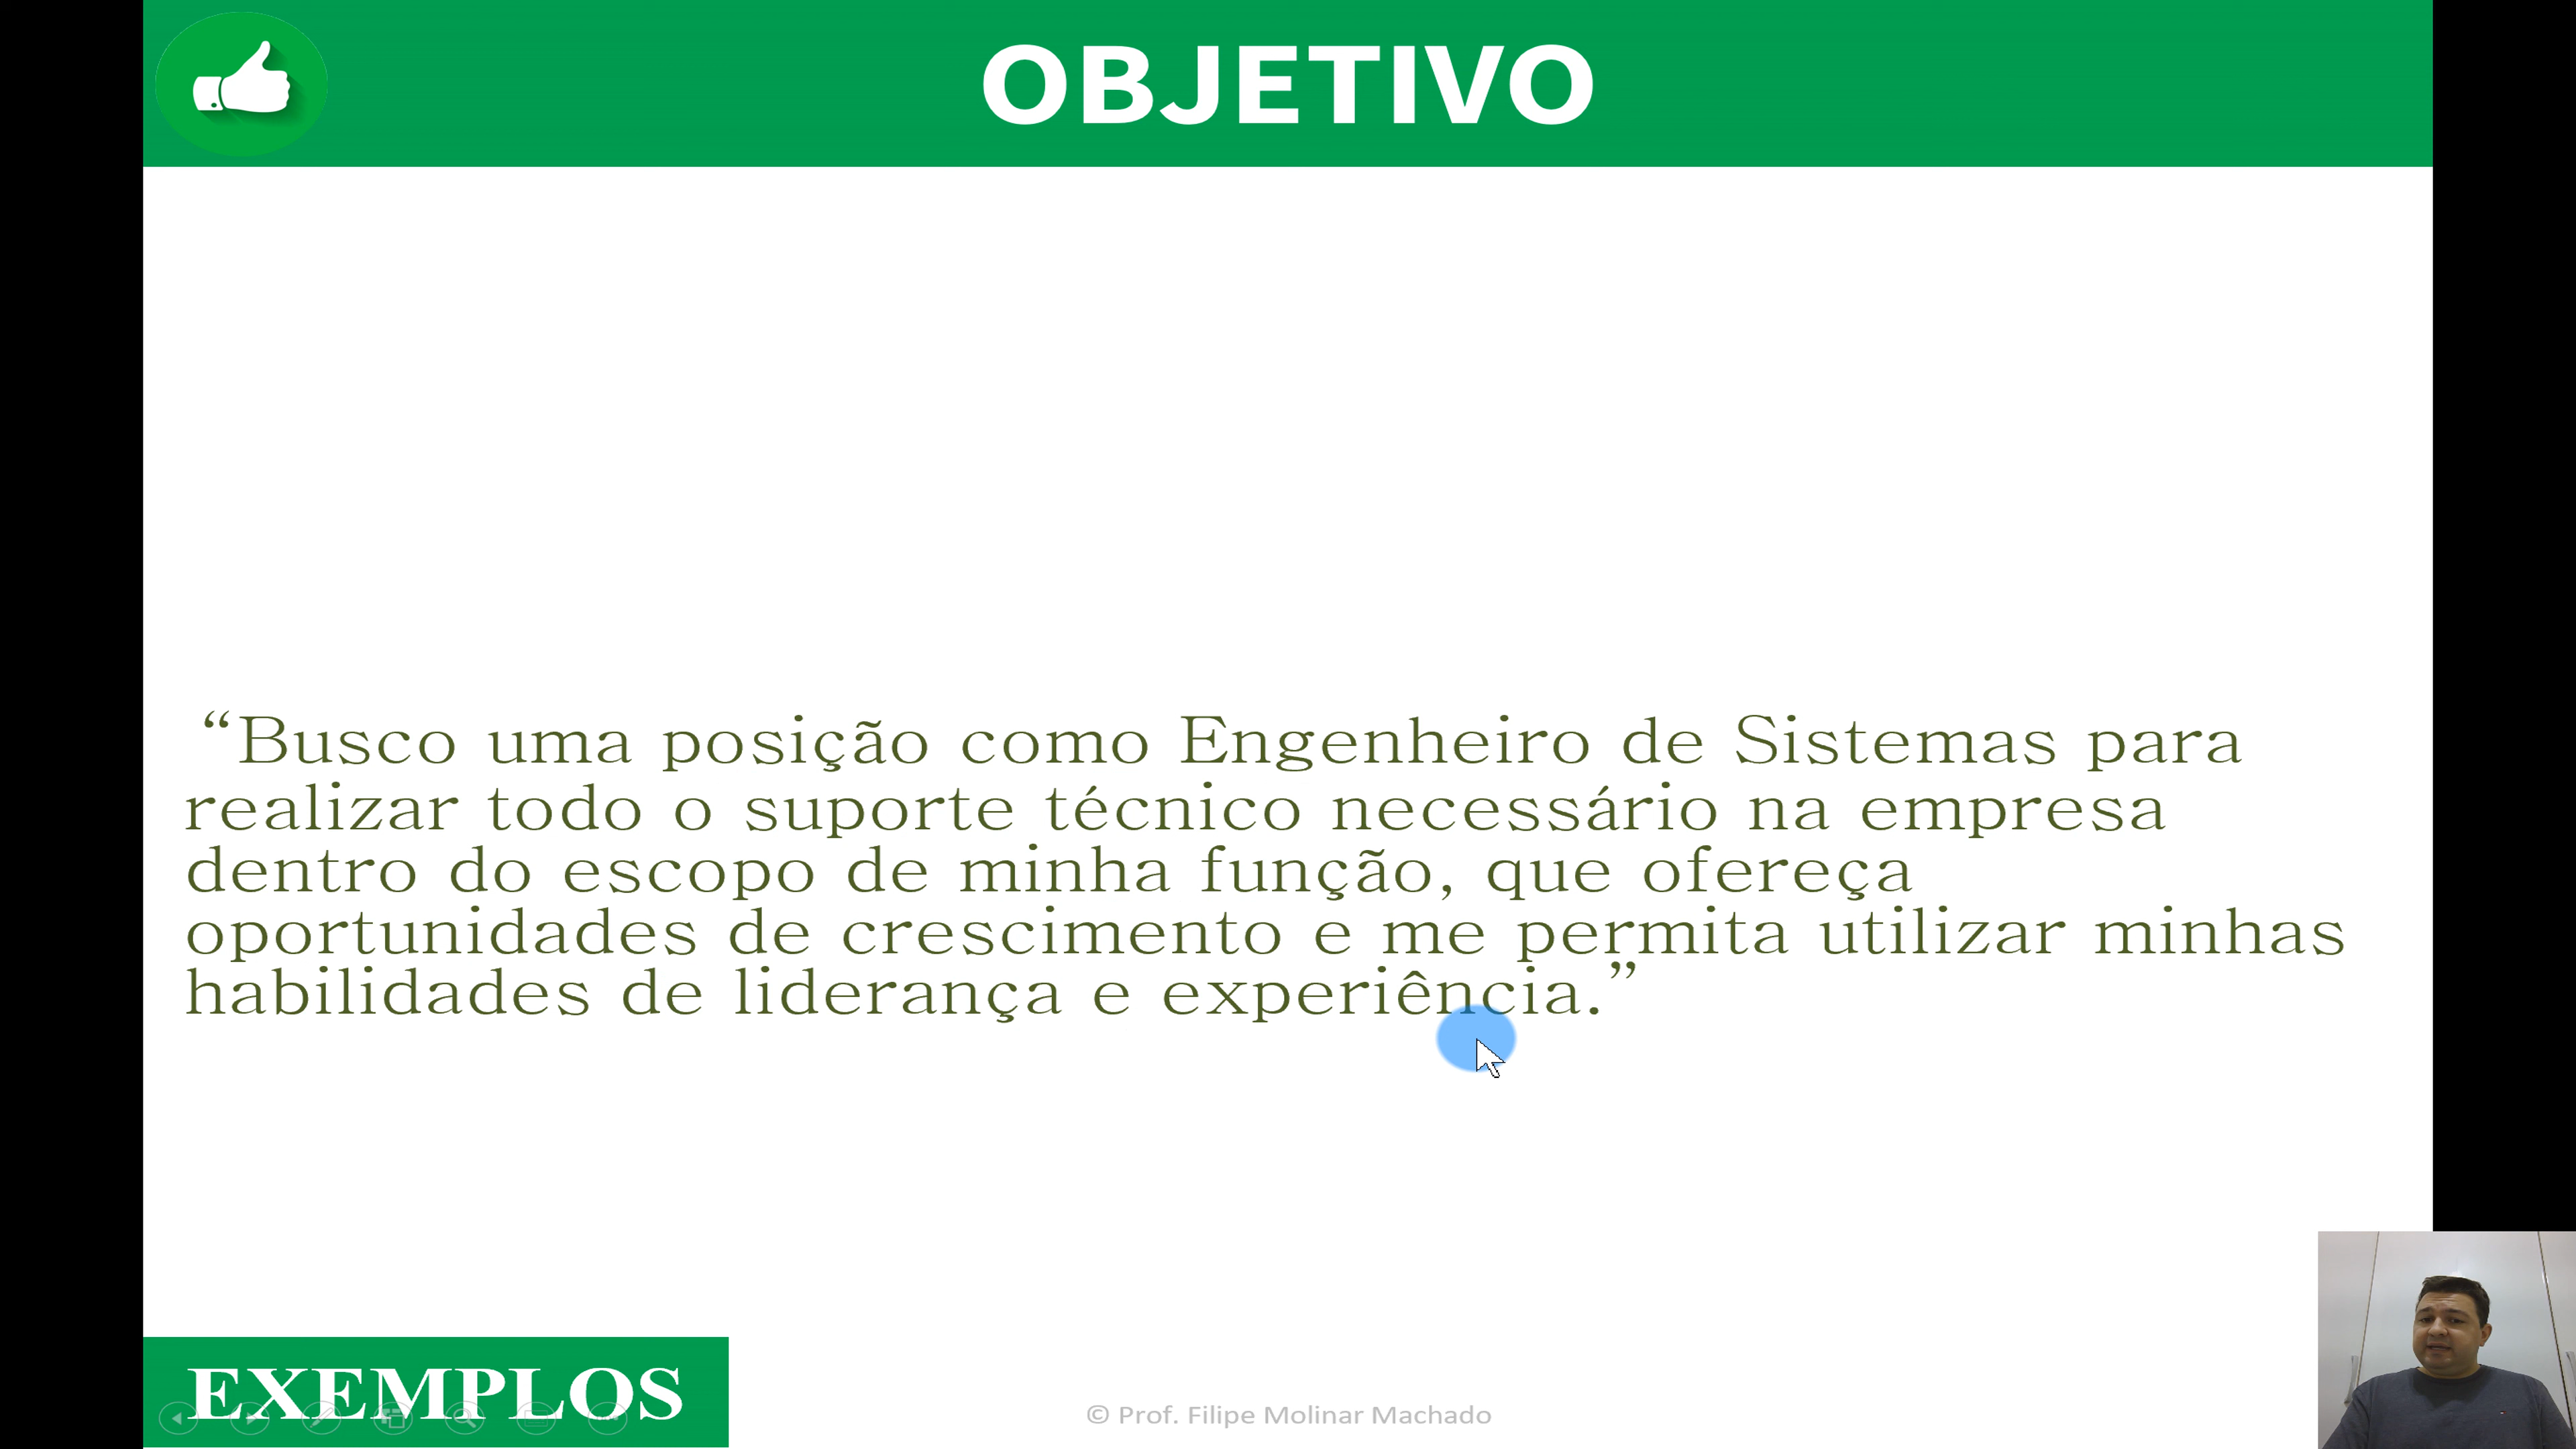 OBJETIVO
“Busco uma posição como Engenheiro de Sistemas para
realizar todo o suporte técnico necessário na empresa
dentro do escopo de minha função, que ofereça
oportunidades de crescimento e me permita utilizar minhas
habilidades de liderança e experiência.”
EXEMPLOS
© Prof. Filipe Molinar Machado